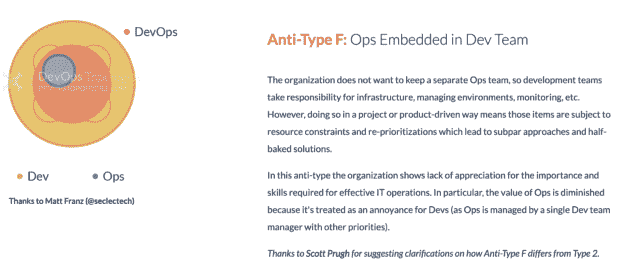 DevOps
Dev
Ops
Thanks to Matt Franz (@seclectech)
Anti-Type F: Ops Embedded in Dev Team
The organization does not want to keep a separate Ops team, so development teams
take responsibility for infrastructure, managing environments, monitoring, etc.
However, doing so in a project or product-driven way means those items are subject to
resource constraints and re-prioritizations which lead to subpar approaches and half-
baked solutions.
In this anti-type the organization shows lack of appreciation for the importance and
skills required for effective IT operations. In particular, the value of Ops is diminished
because it's treated as an annoyance for Devs (as Ops is managed by a single Dev team
manager with other priorities).
Thanks to Scott Prugh for suggesting clarifications on how Anti-Type F differs from Type 2.